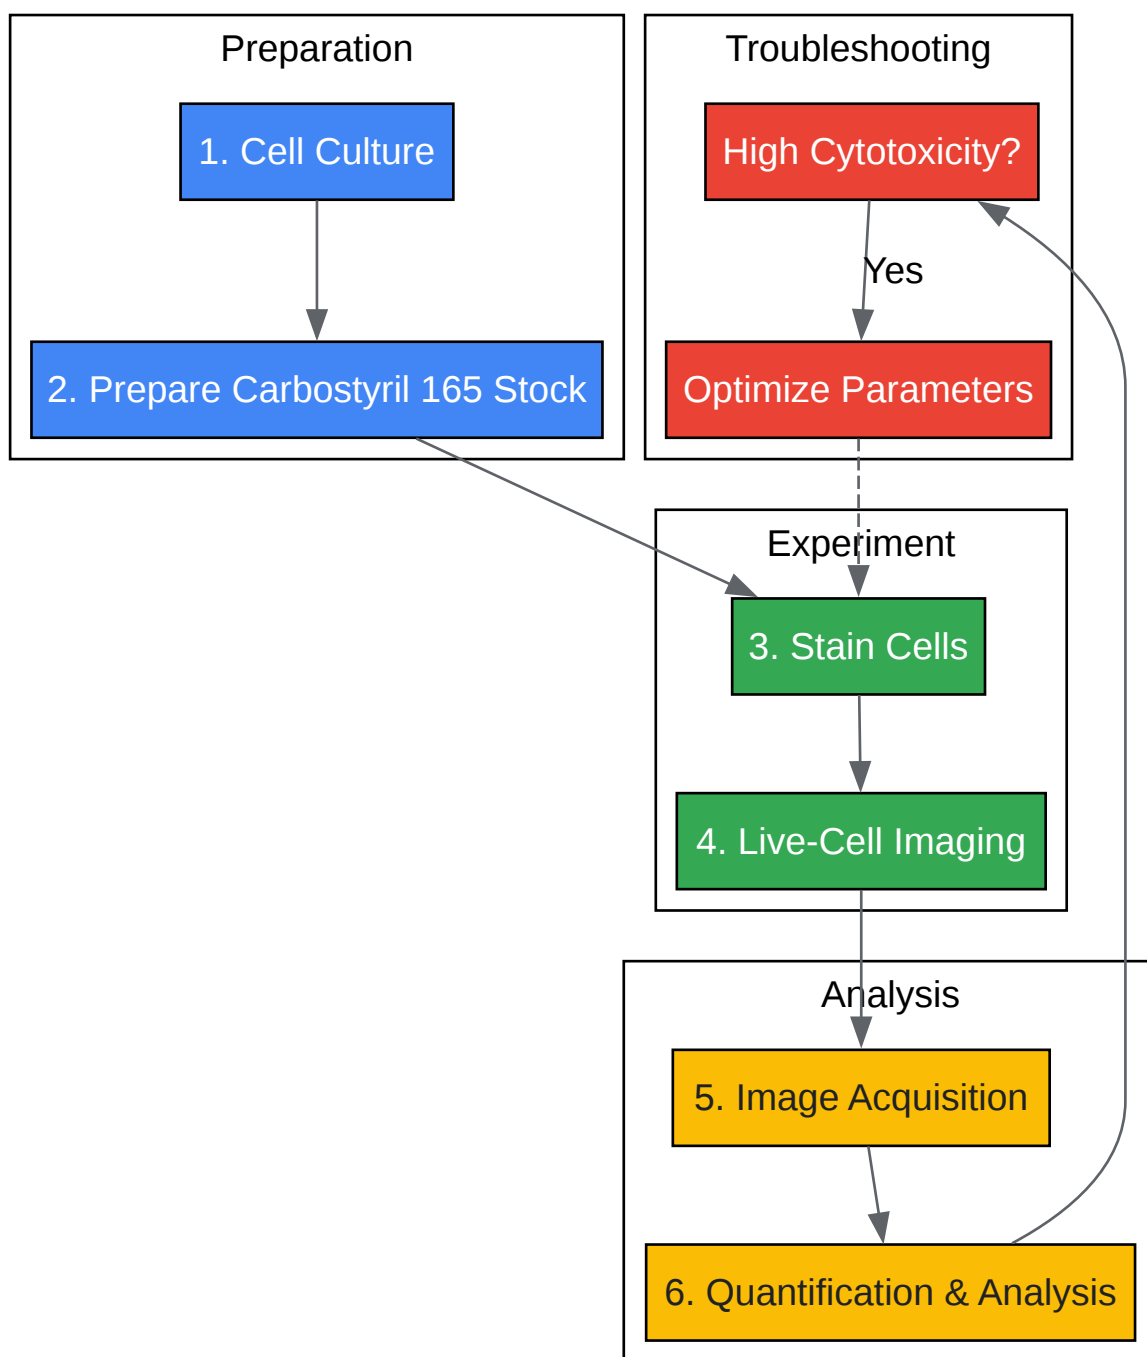 Preparation
1. Cell Culture
2. Prepare Carbostyril 165 Stock
Troubleshooting
High Cytotoxicity?
Yes
Optimize Parameters
Experiment
3. Stain Cells
4. Live-Cell Imaging
Analysis
5. Image Acquisition
6. Quantification & Analysis